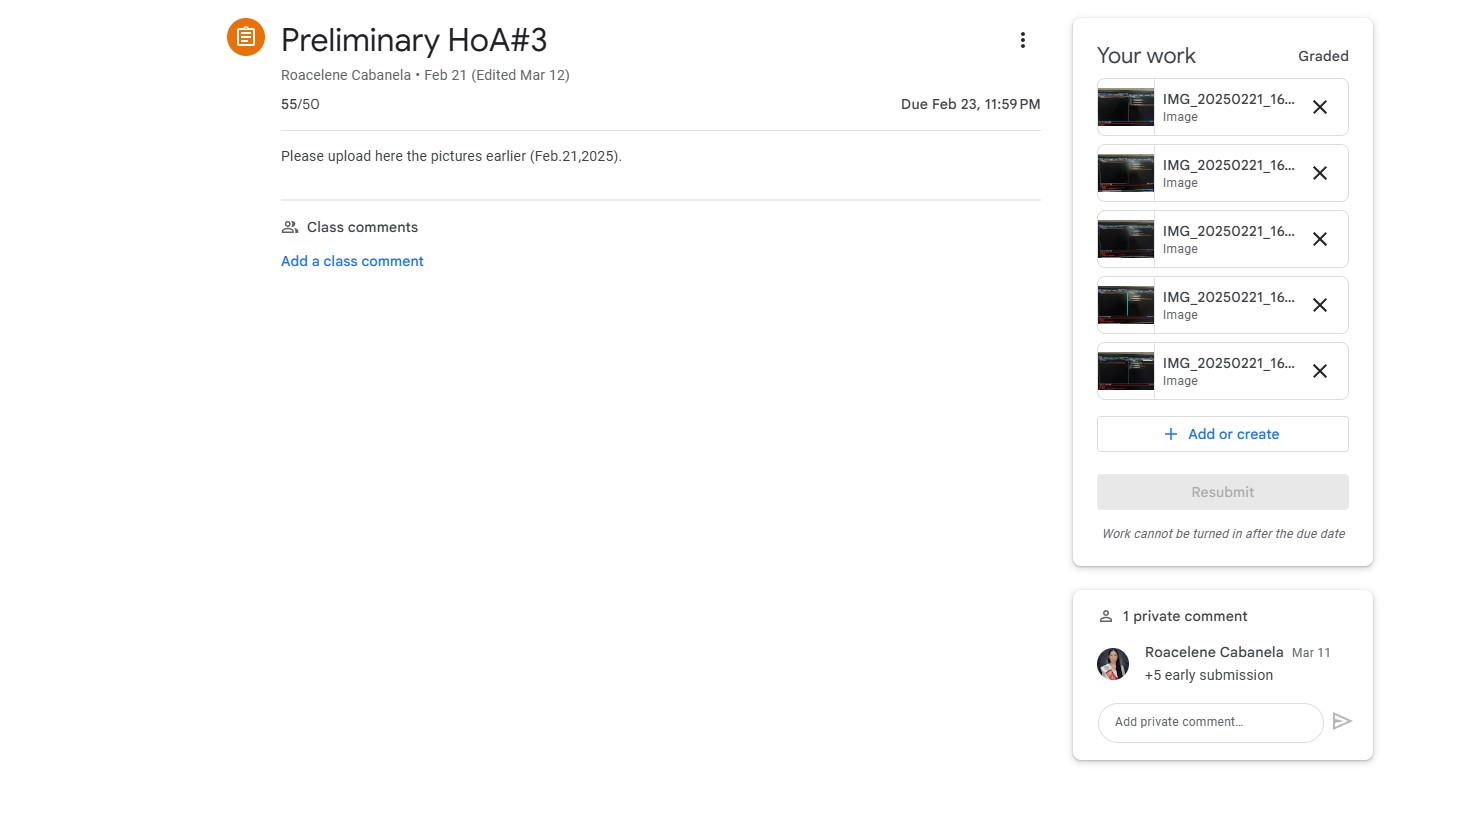 Preliminary HoA#3
Roacelene Cabanela • Feb 21 (Edited Mar 12)
55/50
Due Feb 23, 11:59 PM
Please upload here the pictures earlier (Feb.21,2025).
Class comments
Add a class comment
Your work
Graded
IMG_20250221_16...
Image
IMG_20250221_16...
Image
IMG_20250221_16...
Image
IMG_20250221_16...
Image
IMG_20250221_16...
Image
+ Add or create
Resubmit
Work cannot be turned in after the due date
1 private comment
Roacelene Cabanela Mar 11
+5 early submission
Add private comment...